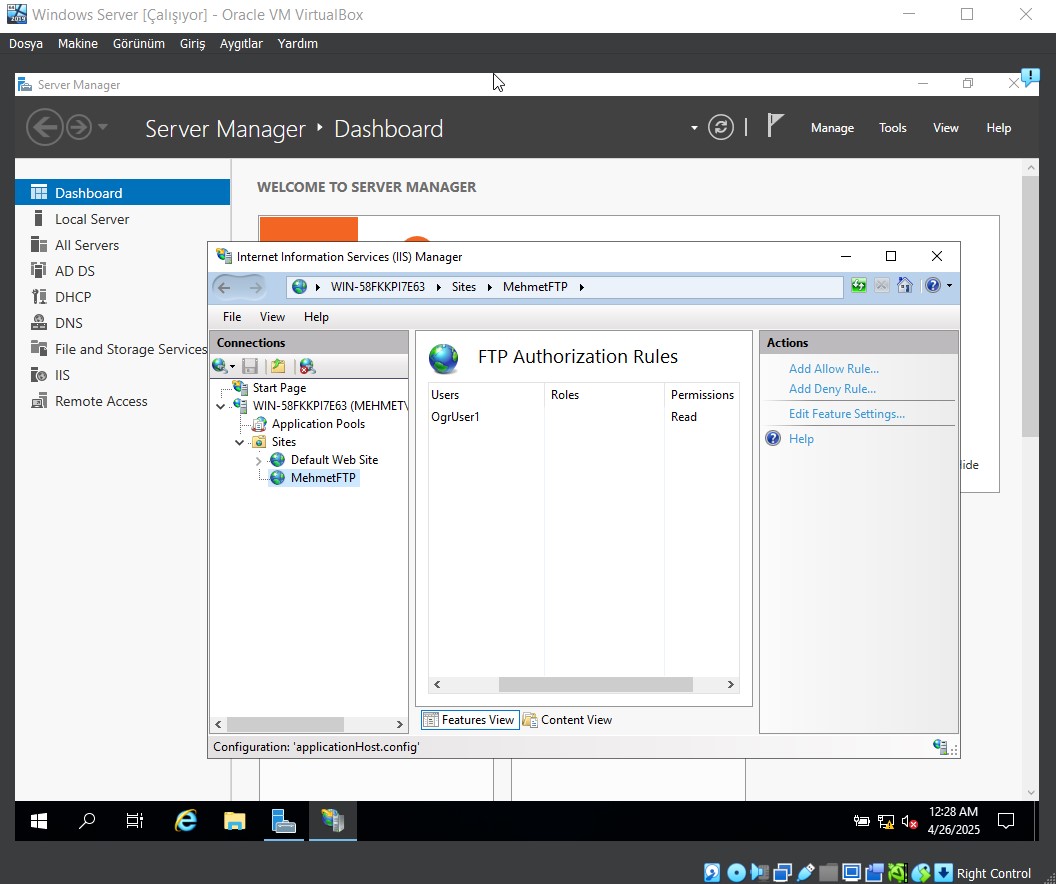 Windows Server [Çalışıyor] - Oracle VM VirtualBox
Dosya Makine Görünüm Giriş Aygıtlar Yardım
Server Manager
Server Manager Dashboard
Manage Tools View Help
Dashboard
Local Server
All Servers
AD DS
DHCP
DNS
File and Storage Services
IIS
Remote Access
WELCOME TO SERVER MANAGER
Internet Information Services (IIS) Manager
WIN-58FKKPI7E63 Sites MehmetFTP
File View Help
Connections
Start Page
WIN-58FKKPI7E63 (MEHMET\
Application Pools
Sites
Default Web Site
MehmetFTP
FTP Authorization Rules
Users Roles Permissions
OgrUser1 Read
Features View Content View
Actions
Add Allow Rule...
Add Deny Rule...
Edit Feature Settings...
Help
lide
Configuration: 'applicationHost.config'
12:28 AM
4/26/2025
Right Control